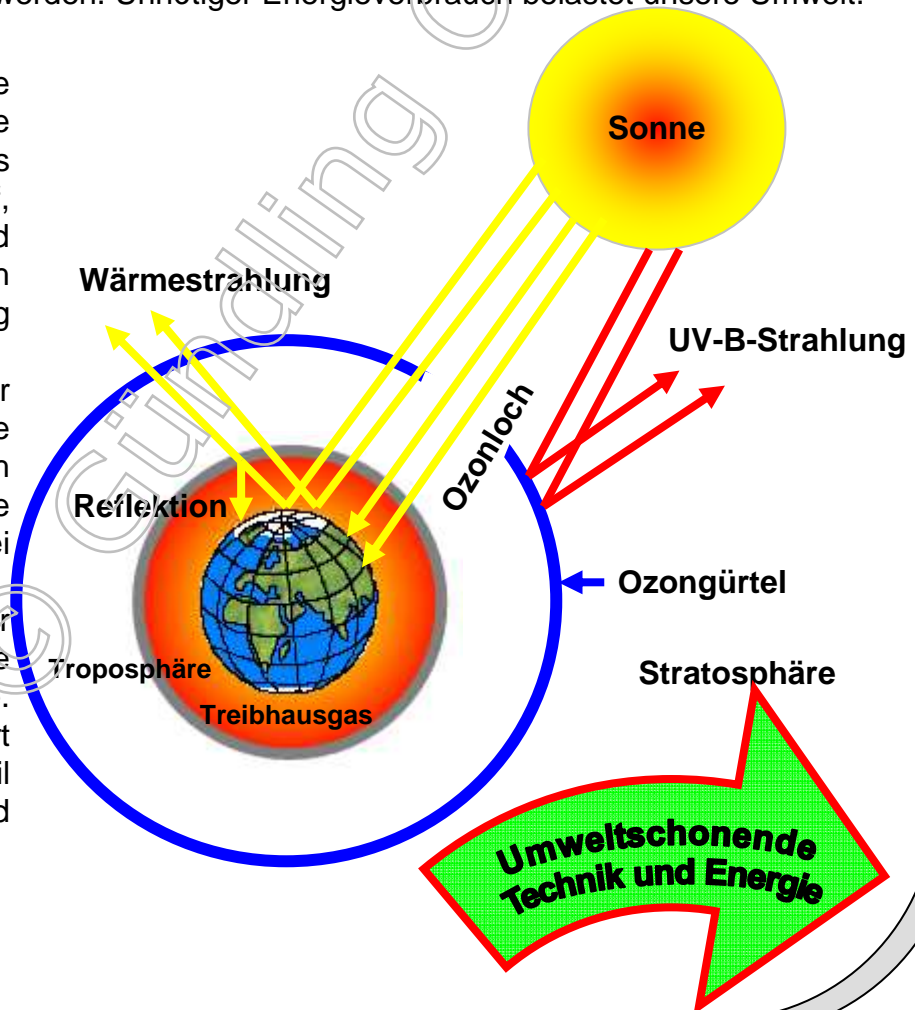 werden. Unnötiger Energieverbrauch belastet unsere Umwelt.
Sonne
Wärmestrahlung
UV-B-Strahlung
Ozonloch
Reflektion
Ozongürtel
Troposphäre
Stratosphäre
Treibhausgas
Umweltschonende
Technik und Energie
© Gündling